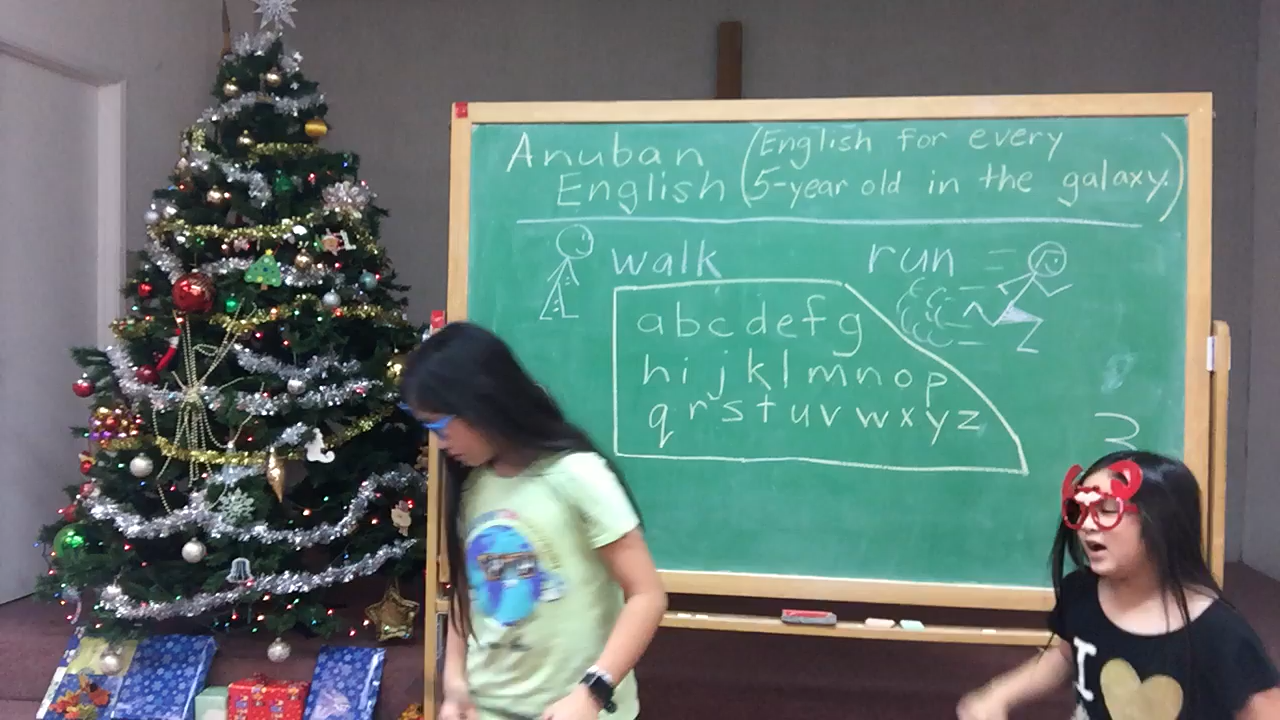 Anuban (English for every
English 5-year old in the galaxy.)
walk run =
abcdefg
hijklmnop
qrstuvwxyz
3
I